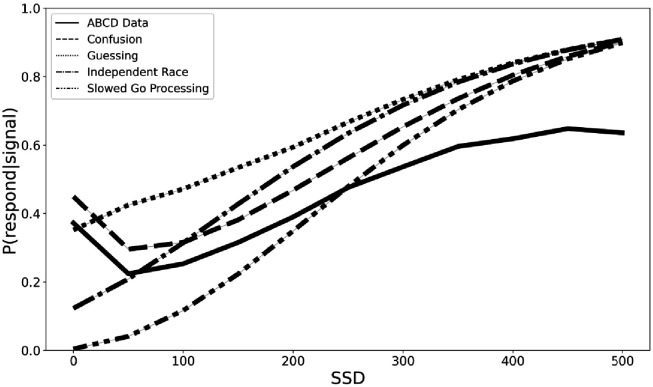 1.0
0.8
0.6
0.4
0.2
0.0
P(respond|signal)
ABCD Data
Confusion
Guessing
Independent Race
Slowed Go Processing
0 100 200 300 400 500
SSD